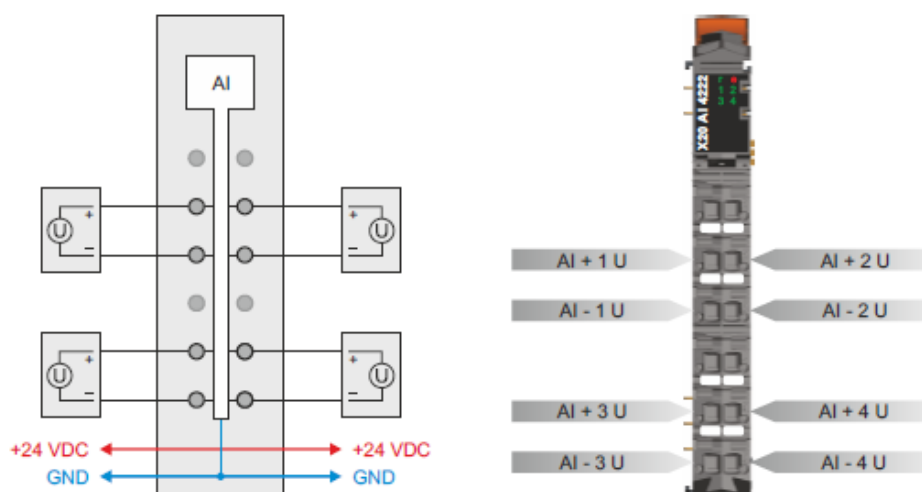 AI
U
+
−
U
+
−
U
+
−
U
+
−
+24 VDC
+24 VDC
GND
GND
X20 AI 4222
r e
1 2
3 4
AI + 1 U
AI + 2 U
AI - 1 U
AI - 2 U
AI + 3 U
AI + 4 U
AI - 3 U
AI - 4 U